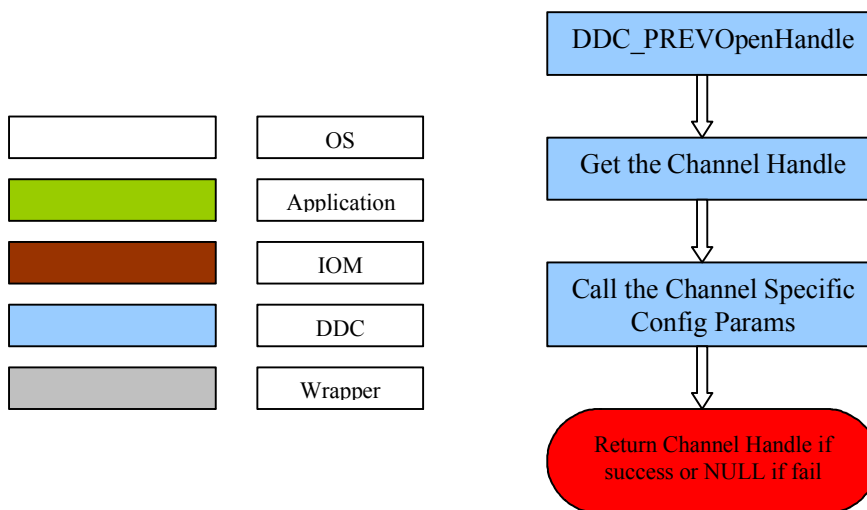 OS
Application
IOM
DDC
Wrapper
DDC_PREVOpenHandle
Get the Channel Handle
Call the Channel Specific
Config Params
Return Channel Handle if
success or NULL if fail